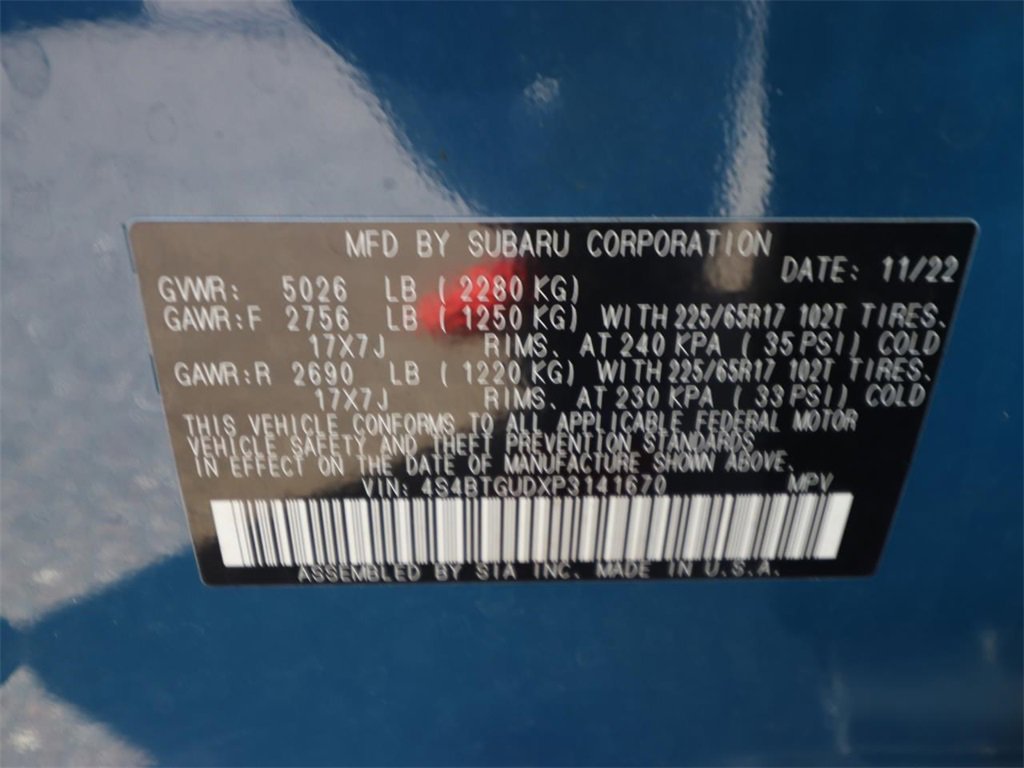 MFD BY SUBARU CORPORATION
DATE: 11/22
GVWR: 5026 LB (2280 KG)
GAWR:F 2756 LB (1250 KG) WITH 225/65R17 102T TIRES.
17X7J RIMS. AT 240 KPA (35 PSI) COLD
GAWR:R 2690 LB (1220 KG) WITH 225/65R17 102T TIRES.
17X7J RIMS. AT 230 KPA (33 PSI) COLD
THIS VEHICLE CONFORMS TO ALL APPLICABLE FEDERAL MOTOR
VEHICLE SAFETY AND THEFT PREVENTION STANDARDS
IN EFFECT ON THE DATE OF MANUFACTURE SHOWN ABOVE.
VIN: 4S4BTGUDXP3141670 MPV
ASSEMBLED BY SIA INC. MADE IN U.S.A.